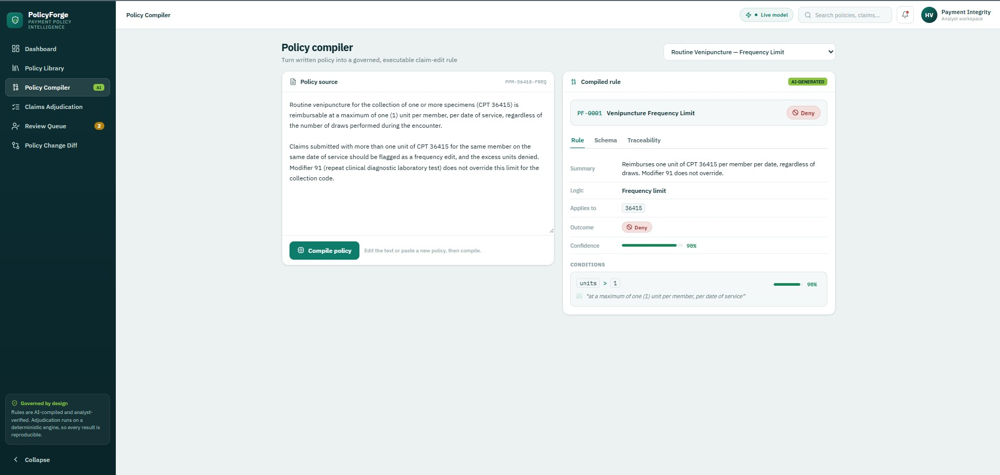 PolicyForge
PAYMENT POLICY
INTELLIGENCE
Dashboard
Policy Library
Policy Compiler AI
Claims Adjudication
Review Queue 2
Policy Change Diff
Governed by design
Rules are AI-compiled and analyst-
verified. Adjudication runs on a
deterministic engine, so every result is
reproducible.
Collapse
Policy Compiler
Live model
Search policies, claims...
HV
Payment Integrity
Analyst workspace
Policy compiler
Turn written policy into a governed, executable claim-edit rule
Routine Venipuncture — Frequency Limit
Policy source
PPM-36415-FREQ
Routine venipuncture for the collection of one or more specimens (CPT 36415) is
reimbursable at a maximum of one (1) unit per member, per date of service, regardless of
the number of draws performed during the encounter.
Claims submitted with more than one unit of CPT 36415 for the same member on the
same date of service should be flagged as a frequency edit, and the excess units denied.
Modifier 91 (repeat clinical diagnostic laboratory test) does not override this limit for the
collection code.
Compile policy
Edit the text or paste a new policy, then compile.
Compiled rule
AI-GENERATED
PF-0001 Venipuncture Frequency Limit
Deny
Rule Schema Traceability
Summary
Reimburses one unit of CPT 36415 per member per date, regardless of
draws. Modifier 91 does not override.
Logic Frequency limit
Applies to 36415
Outcome Deny
Confidence 90%
CONDITIONS
units > 1 90%
“at a maximum of one (1) unit per member, per date of service”